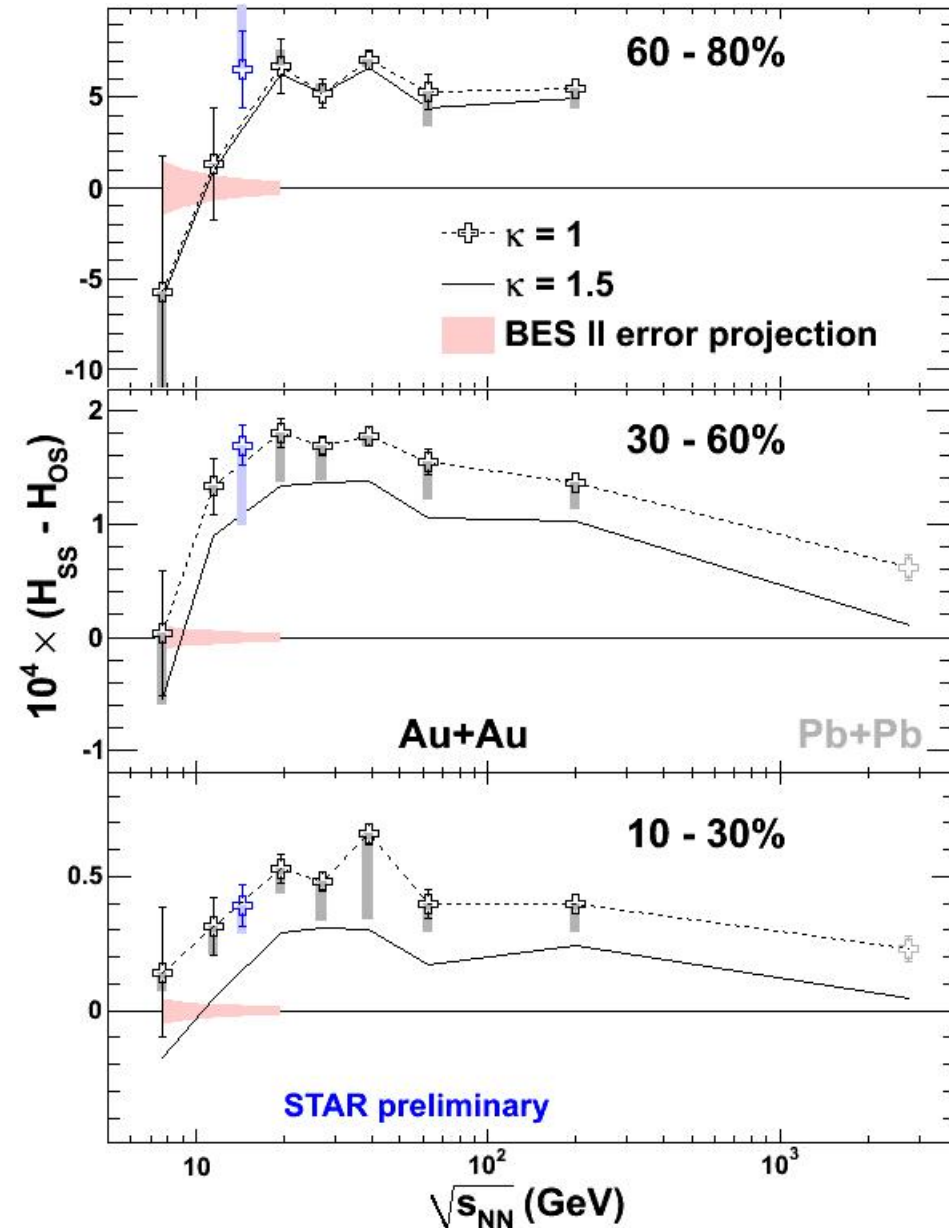 60 - 80%
5
0
-5
-10
κ = 1
κ = 1.5
BES II error projection
10⁴ × (H_SS - H_OS)
30 - 60%
2
1
0
-1
Au+Au
Pb+Pb
10 - 30%
0.5
0
STAR preliminary
10
10²
10³
√s_NN (GeV)